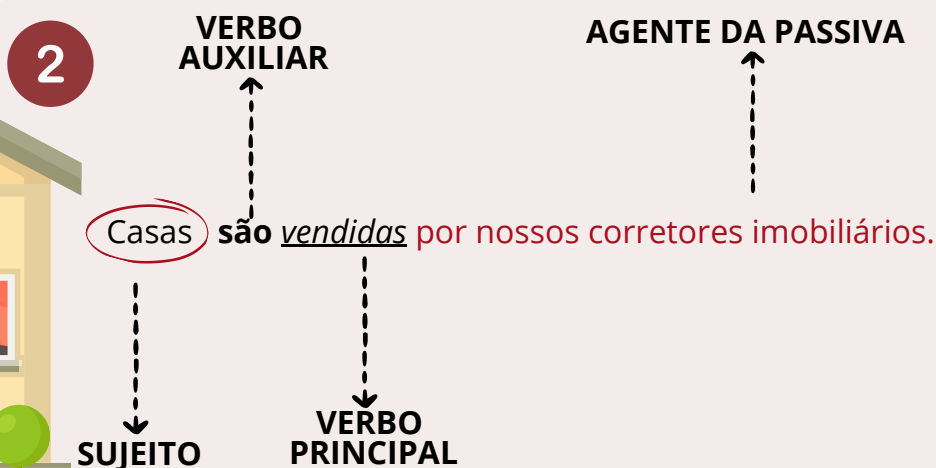 2
VERBO
AUXILIAR
AGENTE DA PASSIVA
Casas são vendidas por nossos corretores imobiliários.
SUJEITO
VERBO
PRINCIPAL